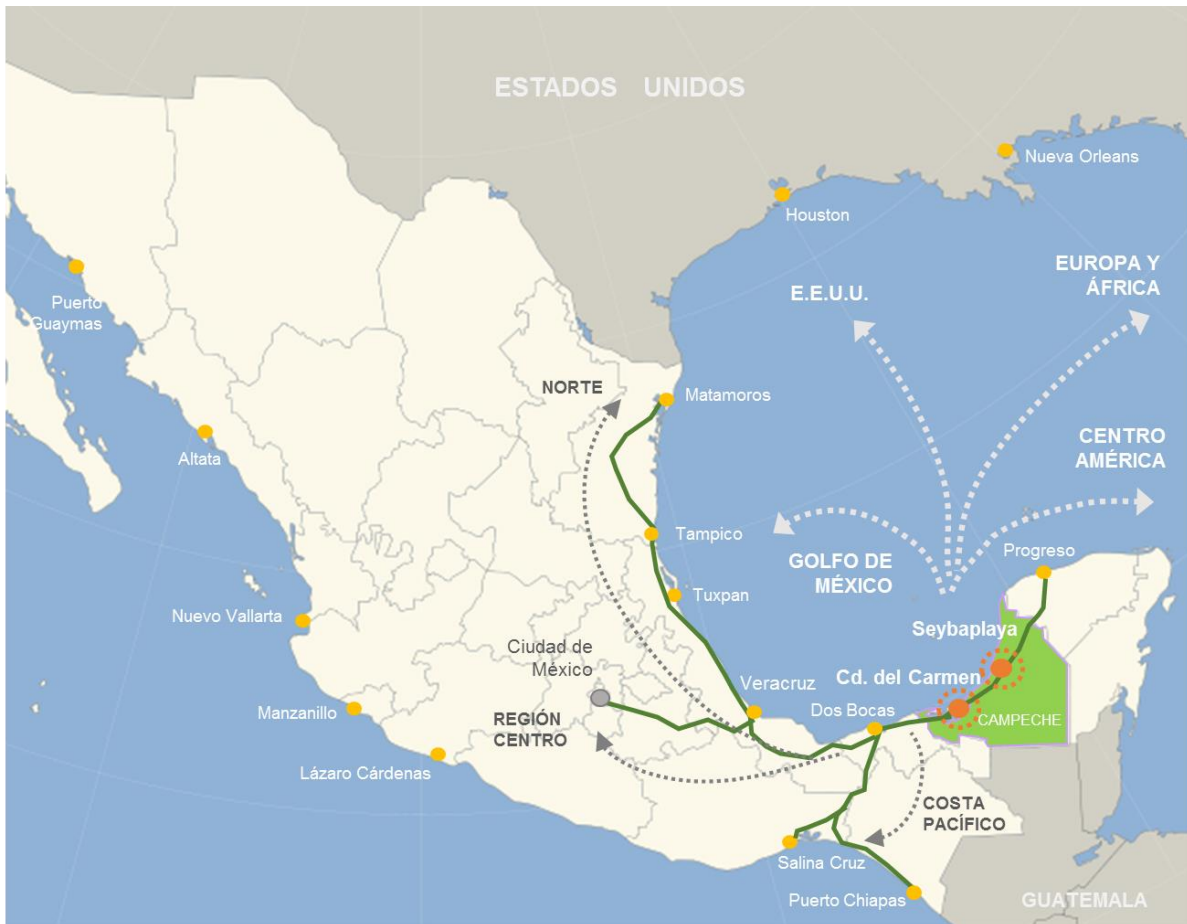 ESTADOS UNIDOS
Nueva Orleans
Houston
EUROPA Y
ÁFRICA
E.E.U.U.
Puerto
Guaymas
NORTE
Matamoros
Altata
CENTRO
AMÉRICA
Tampico
Progreso
GOLFO DE
MÉXICO
Tuxpan
Nuevo Vallarta
Seybaplaya
Ciudad de
México
Cd. del Carmen
Veracruz
Dos Bocas
Manzanillo
REGIÓN
CENTRO
CAMPECHE
Lázaro Cárdenas
COSTA
PACÍFICO
Salina Cruz
Puerto Chiapas
GUATEMALA